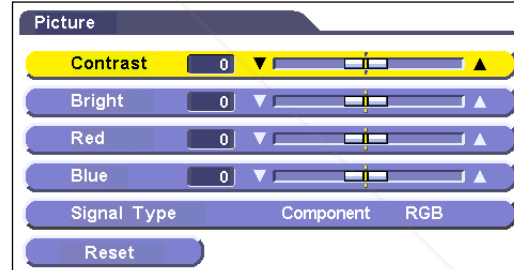 Picture
Contrast 0
Bright 0
Red 0
Blue 0
Signal Type Component RGB
Reset